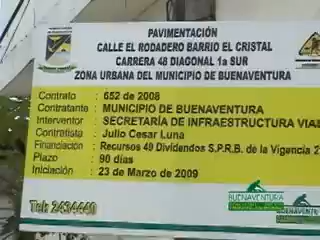 PAVIMENTACIÓN
CALLE EL RODADERO BARRIO EL CRISTAL
CARRERA 48 DIAGONAL 1a SUR
ZONA URBANA DEL MUNICIPIO DE BUENAVENTURA
Contrato : 652 de 2008
Contratante : MUNICIPIO DE BUENAVENTURA
Interventor : SECRETARÍA DE INFRAESTRUCTURA VIAL
Contratista : Julio Cesar Luna
Financiación : Recursos 49 Dividendos S.P.R.B. de la Vigencia 2
Plazo : 90 días
Iniciación : 23 de Marzo de 2009
Tel: 2434440
BUENAVENTURA